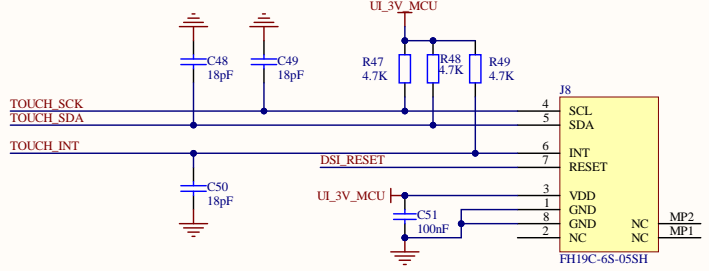 UI_3V_MCU
C48
18pF
C49
18pF
R47
4.7K
R48
4.7K
R49
4.7K
J8
TOUCH_SCK
4
SCL
TOUCH_SDA
5
SDA
TOUCH_INT
6
INT
DSI_RESET
7
RESET
C50
18pF
UI_3V_MCU
3
VDD
C51
100nF
1
GND
8
GND
NC
MP2
2
NC
NC
MP1
FH19C-6S-05SH